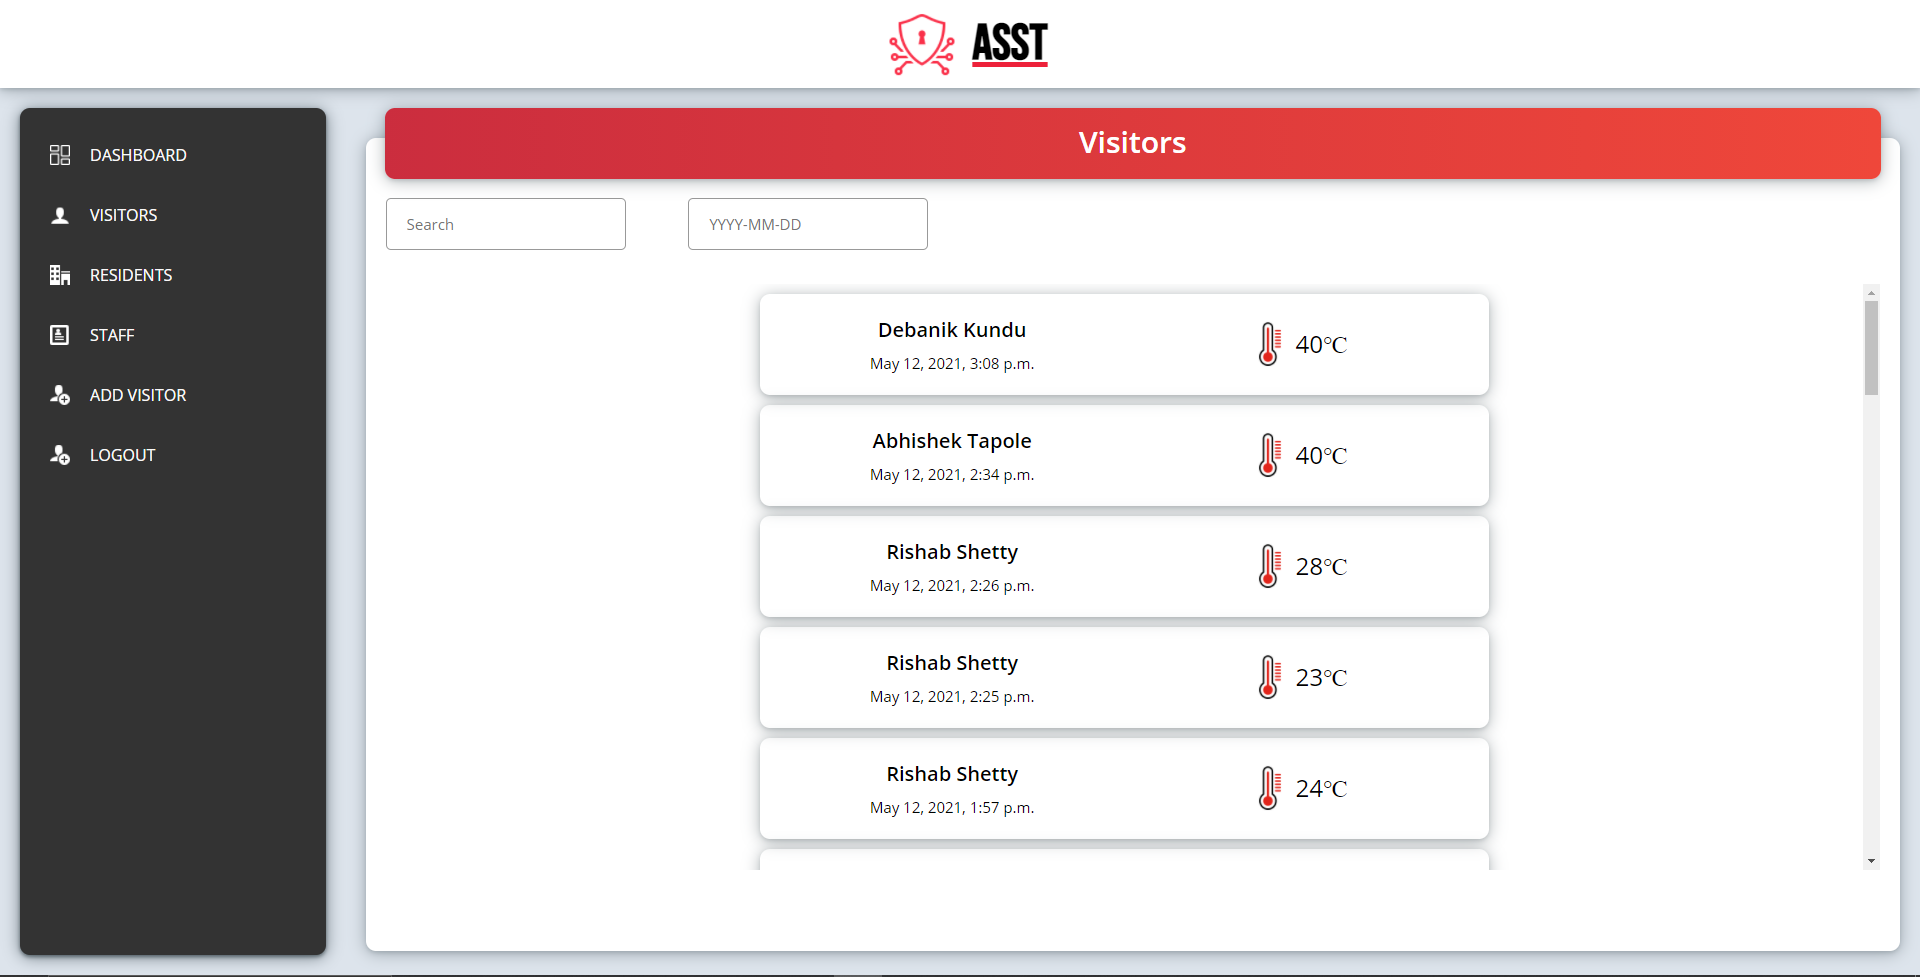 ASST
DASHBOARD
VISITORS
RESIDENTS
STAFF
ADD VISITOR
LOGOUT
Visitors
Search
YYYY-MM-DD
Debanik Kundu
May 12, 2021, 3:08 p.m.
40°C
Abhishek Tapole
May 12, 2021, 2:34 p.m.
40°C
Rishab Shetty
May 12, 2021, 2:26 p.m.
28°C
Rishab Shetty
May 12, 2021, 2:25 p.m.
23°C
Rishab Shetty
May 12, 2021, 1:57 p.m.
24°C